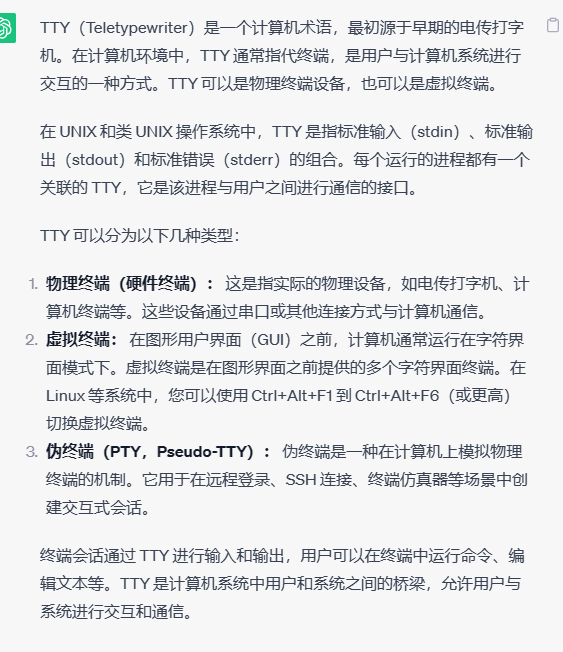 TTY（Teletypewriter）是一个计算机术语，最初源于早期的电传打字
机。在计算机环境中，TTY 通常指代终端，是用户与计算机系统进行
交互的一种方式。TTY 可以是物理终端设备，也可以是虚拟终端。
在 UNIX 和类 UNIX 操作系统中，TTY 是指标准输入（stdin）、标准输
出（stdout）和标准错误（stderr）的组合。每个运行的进程都有一个
关联的 TTY，它是该进程与用户之间进行通信的接口。
TTY 可以分为以下几种类型：
1. 物理终端（硬件终端）： 这是指实际的物理设备，如电传打字机、计
算机终端等。这些设备通过串口或其他连接方式与计算机通信。
2. 虚拟终端： 在图形用户界面（GUI）之前，计算机通常运行在字符界
面模式下。虚拟终端是在图形界面之前提供的多个字符界面终端。在
Linux 等系统中，您可以使用 Ctrl+Alt+F1 到 Ctrl+Alt+F6（或更高）
切换虚拟终端。
3. 伪终端（PTY，Pseudo-TTY）： 伪终端是一种在计算机上模拟物理
终端的机制。它用于在远程登录、SSH 连接、终端仿真器等场景中创
建交互式会话。
终端会话通过 TTY 进行输入和输出，用户可以在终端中运行命令、编
辑文本等。TTY 是计算机系统中用户和系统之间的桥梁，允许用户与
系统进行交互和通信。